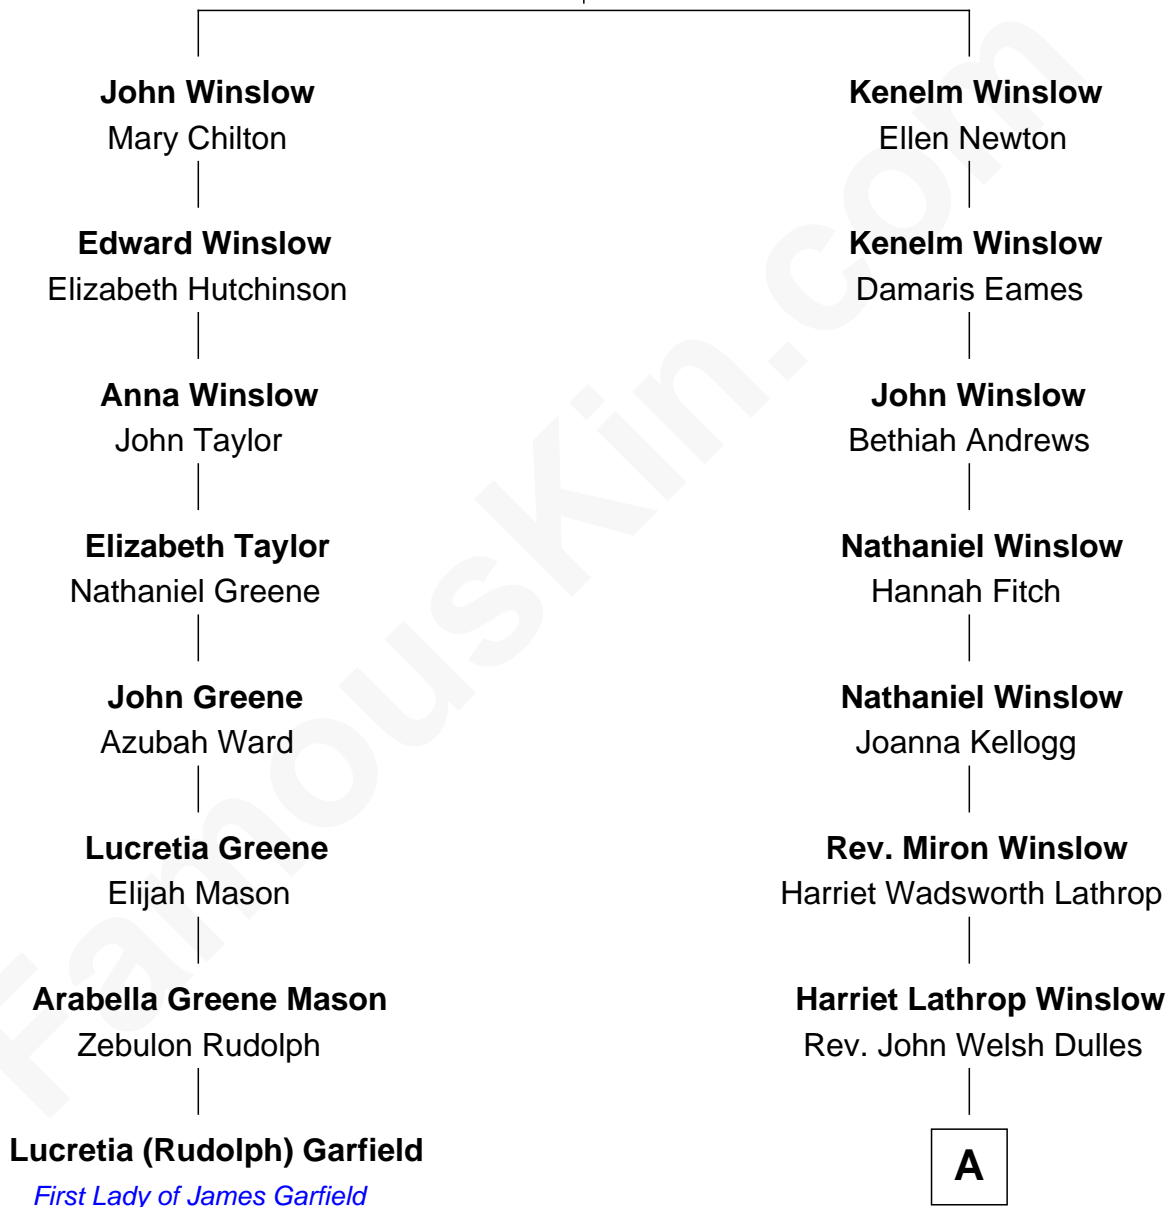 John Winslow
Mary Chilton
Edward Winslow
Elizabeth Hutchinson
Anna Winslow
John Taylor
Elizabeth Taylor
Nathaniel Greene
John Greene
Azubah Ward
Lucretia Greene
Elijah Mason
Arabella Greene Mason
Zebulon Rudolph
Lucretia (Rudolph) Garfield
First Lady of James Garfield
Kenelm Winslow
Ellen Newton
Kenelm Winslow
Damaris Eames
John Winslow
Bethiah Andrews
Nathaniel Winslow
Hannah Fitch
Nathaniel Winslow
Joanna Kellogg
Rev. Miron Winslow
Harriet Wadsworth Lathrop
Harriet Lathrop Winslow
Rev. John Welsh Dulles
A
FamousKin.com